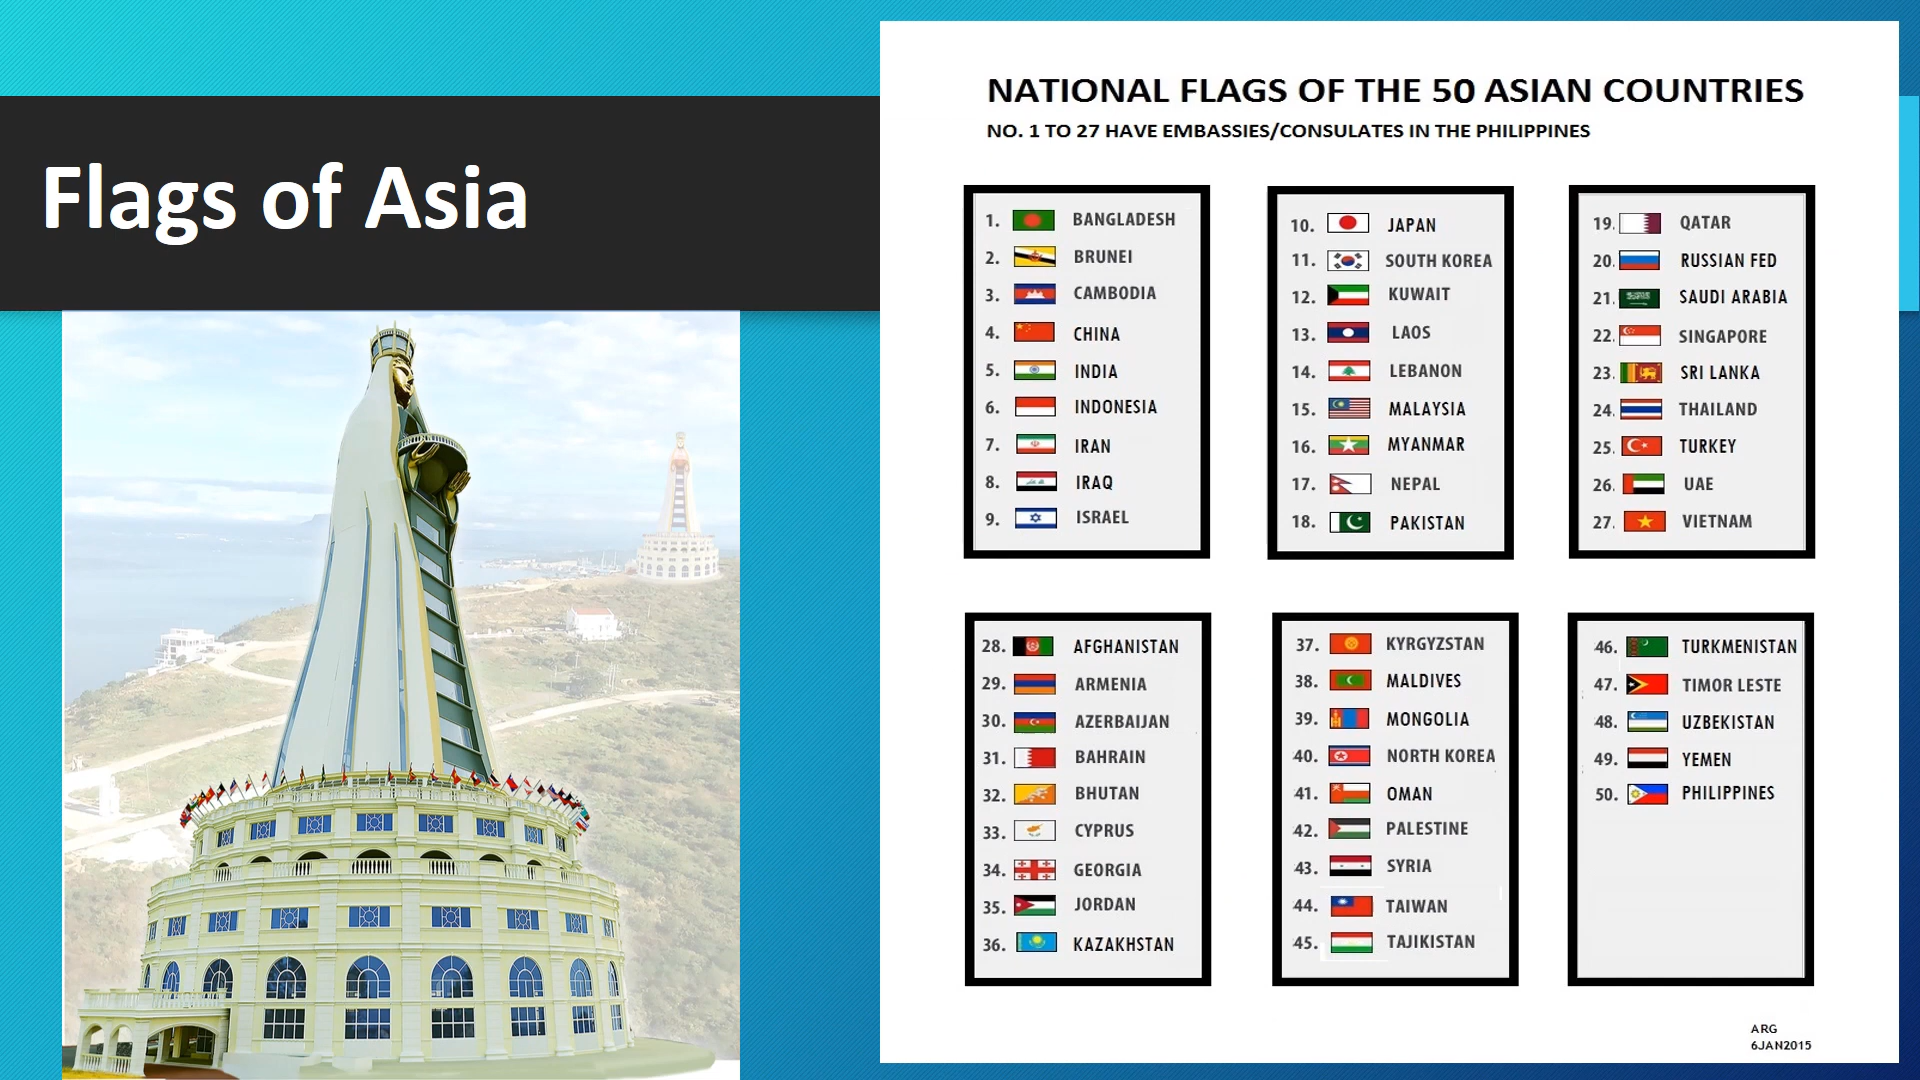 Flags of Asia
NATIONAL FLAGS OF THE 50 ASIAN COUNTRIES
NO. 1 TO 27 HAVE EMBASSIES/CONSULATES IN THE PHILIPPINES
1. BANGLADESH
2. BRUNEI
3. CAMBODIA
4. CHINA
5. INDIA
6. INDONESIA
7. IRAN
8. IRAQ
9. ISRAEL
10. JAPAN
11. SOUTH KOREA
12. KUWAIT
13. LAOS
14. LEBANON
15. MALAYSIA
16. MYANMAR
17. NEPAL
18. PAKISTAN
19. QATAR
20. RUSSIAN FED
21. SAUDI ARABIA
22. SINGAPORE
23. SRI LANKA
24. THAILAND
25. TURKEY
26. UAE
27. VIETNAM
28. AFGHANISTAN
29. ARMENIA
30. AZERBAIJAN
31. BAHRAIN
32. BHUTAN
33. CYPRUS
34. GEORGIA
35. JORDAN
36. KAZAKHSTAN
37. KYRGYZSTAN
38. MALDIVES
39. MONGOLIA
40. NORTH KOREA
41. OMAN
42. PALESTINE
43. SYRIA
44. TAIWAN
45. TAJIKISTAN
46. TURKMENISTAN
47. TIMOR LESTE
48. UZBEKISTAN
49. YEMEN
50. PHILIPPINES
ARG
6JAN2015